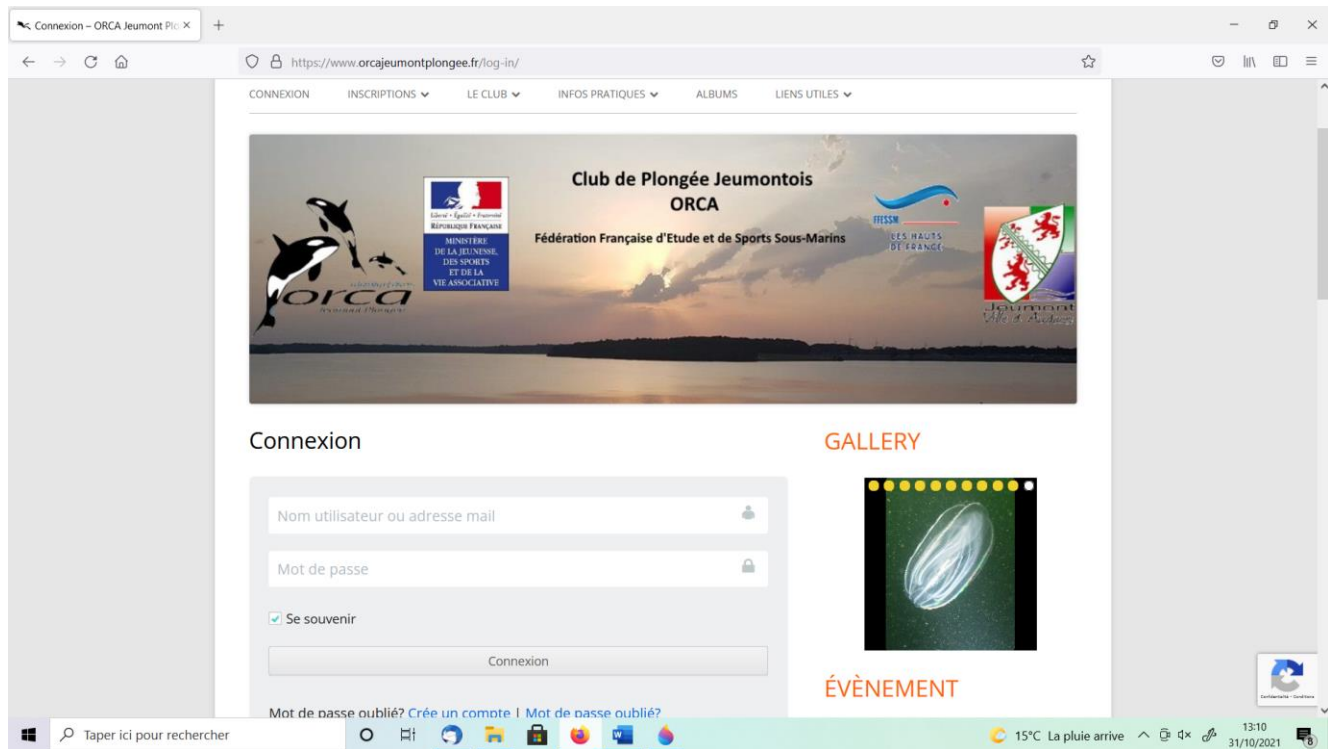 Connexion – ORCA Jeumont Plo
https://www.orcajeumontplongee.fr/log-in/
CONNEXION INSCRIPTIONS LE CLUB INFOS PRATIQUES ALBUMS LIENS UTILES
Club de Plongée Jeumontois
ORCA
Fédération Française d'Etude et de Sports Sous-Marins
orca
Liberté • Égalité • Fraternité
RÉPUBLIQUE FRANÇAISE
MINISTÈRE
DE LA JEUNESSE,
DES SPORTS
ET DE LA
VIE ASSOCIATIVE
FFESSM
LES HAUTS
DE FRANCE
Jeumont
Connexion
GALLERY
Nom utilisateur ou adresse mail
Mot de passe
Se souvenir
Connexion
ÉVÈNEMENT
Mot de passe oublié? Crée un compte | Mot de passe oublié?
Taper ici pour rechercher
15°C La pluie arrive
13:10
31/10/2021
8